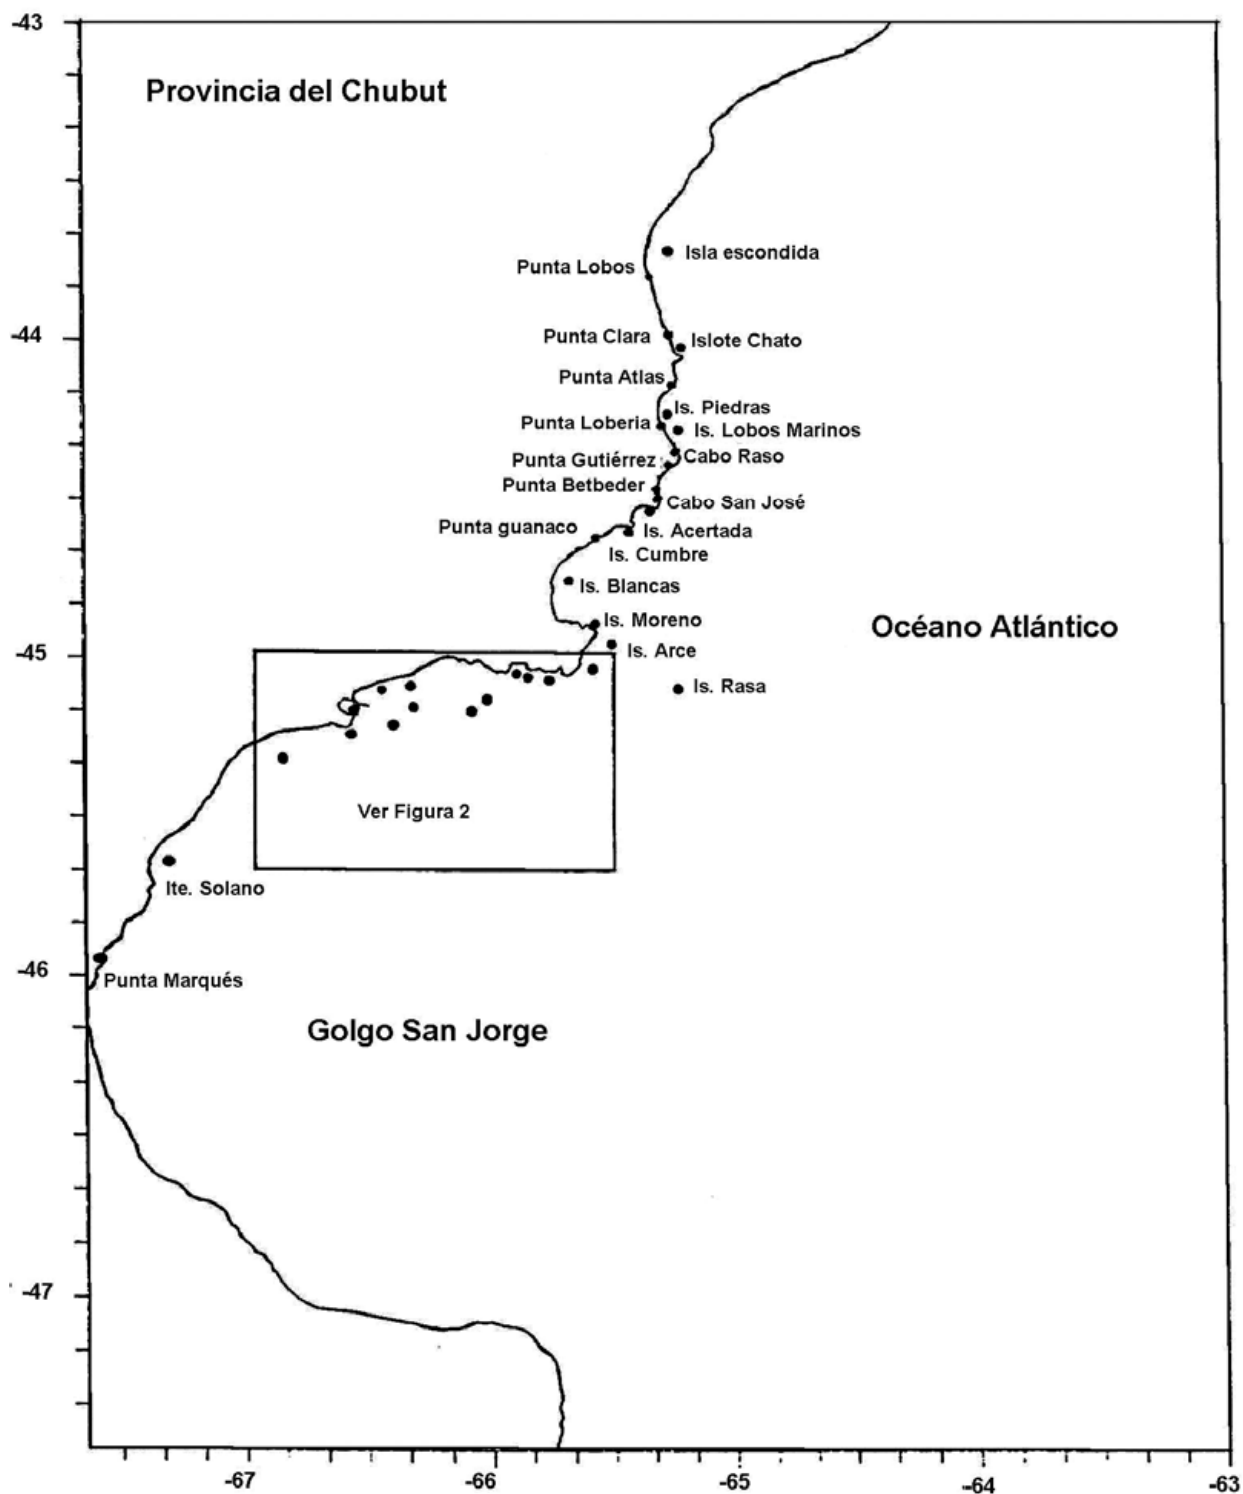 -43
Provincia del Chubut
Isla escondida
Punta Lobos
-44
Punta Clara
Islote Chato
Punta Atlas
Is. Piedras
Punta Loberia
Is. Lobos Marinos
Cabo Raso
Punta Gutiérrez
Punta Betbeder
Cabo San José
Punta guanaco
Is. Acertada
Is. Cumbre
Is. Blancas
Is. Moreno
Océano Atlántico
-45
Is. Arce
Is. Rasa
Ver Figura 2
Ite. Solano
-46
Punta Marqués
Golgo San Jorge
-47
-67 -66 -65 -64 -63